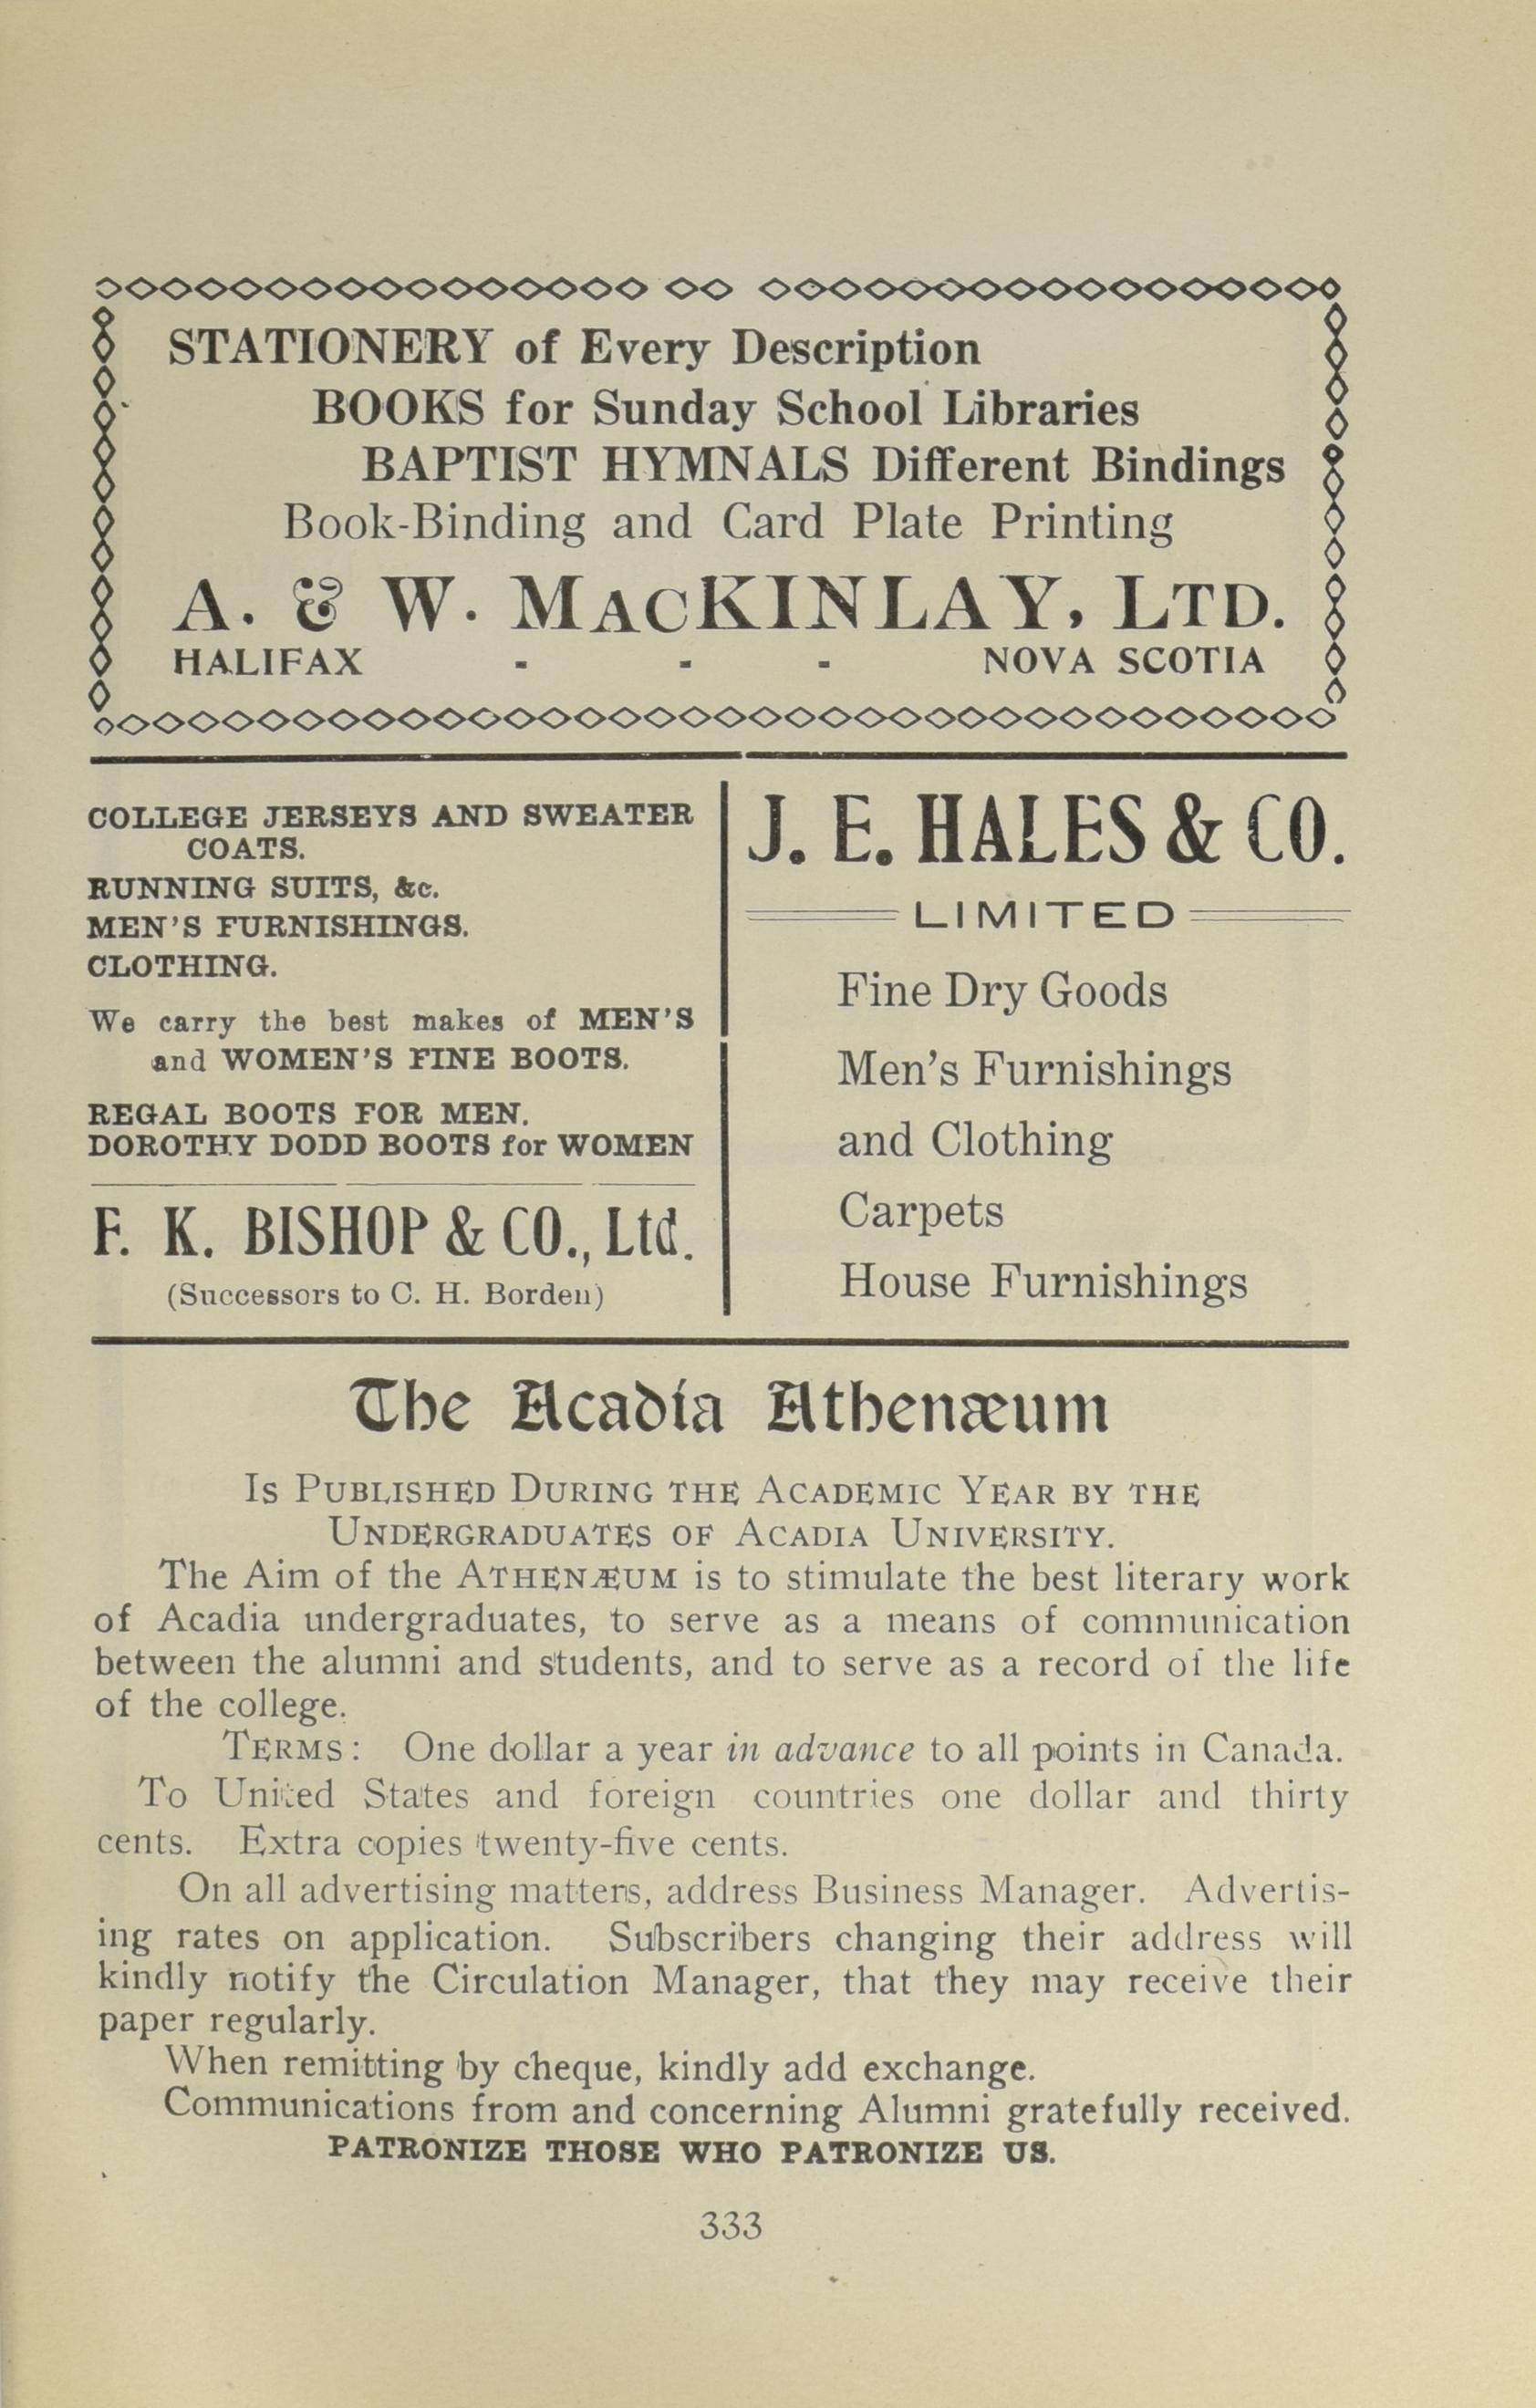 STATIONERY of Every Description
BOOKS for Sunday School Libraries
BAPTIST HYMNALS Different Bindings
Book-Binding and Card Plate Printing
A. & W. MACKINLAY, LTD.
HALIFAX - - - NOVA SCOTIA
COLLEGE JERSEYS AND SWEATER
COATS.
RUNNING SUITS, &c.
MEN'S FURNISHINGS.
CLOTHING.
We carry the best makes of MEN'S
and WOMEN'S FINE BOOTS.
REGAL BOOTS FOR MEN.
DOROTHY DODD BOOTS for WOMEN
F. K. BISHOP & CO., Ltd.
(Successors to C. H. Borden)
J. E. HALES & CO.
LIMITED
Fine Dry Goods
Men's Furnishings
and Clothing
Carpets
House Furnishings
The Acadia Athenæum
IS PUBLISHED DURING THE ACADEMIC YEAR BY THE
UNDERGRADUATES OF ACADIA UNIVERSITY.
The Aim of the ATHENÆUM is to stimulate the best literary work
of Acadia undergraduates, to serve as a means of communication
between the alumni and students, and to serve as a record of the life
of the college.
TERMS: One dollar a year in advance to all points in Canada.
To United States and foreign countries one dollar and thirty
cents. Extra copies twenty-five cents.
On all advertising matters, address Business Manager. Advertis-
ing rates on application. Subscribers changing their address will
kindly notify the Circulation Manager, that they may receive their
paper regularly.
When remitting by cheque, kindly add exchange.
Communications from and concerning Alumni gratefully received.
PATRONIZE THOSE WHO PATRONIZE US.
333